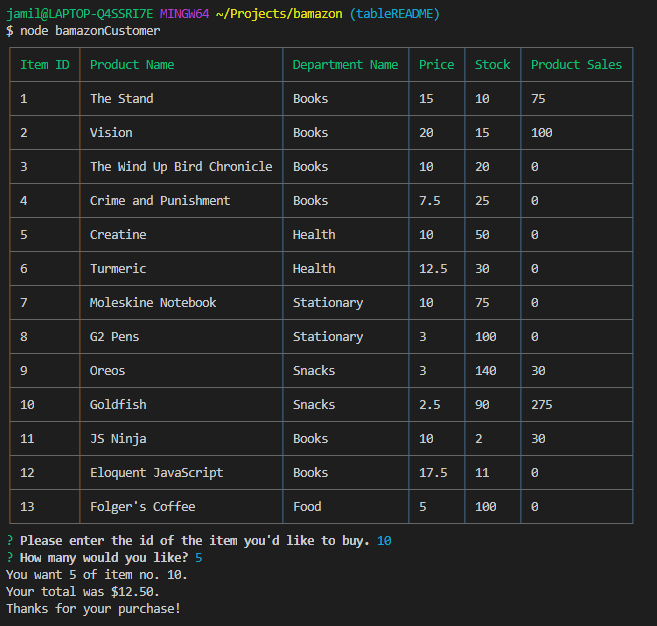 jamil@LAPTOP-Q4SSRI7E MINGW64 ~/Projects/bamazon (tableREADME)
$ node bamazonCustomer
Item ID Product Name Department Name Price Stock Product Sales
1 The Stand Books 15 10 75
2 Vision Books 20 15 100
3 The Wind Up Bird Chronicle Books 10 20 0
4 Crime and Punishment Books 7.5 25 0
5 Creatine Health 10 50 0
6 Turmeric Health 12.5 30 0
7 Moleskine Notebook Stationary 10 75 0
8 G2 Pens Stationary 3 100 0
9 Oreos Snacks 3 140 30
10 Goldfish Snacks 2.5 90 275
11 JS Ninja Books 10 2 30
12 Eloquent JavaScript Books 17.5 11 0
13 Folger's Coffee Food 5 100 0
? Please enter the id of the item you'd like to buy. 10
? How many would you like? 5
You want 5 of item no. 10.
Your total was $12.50.
Thanks for your purchase!